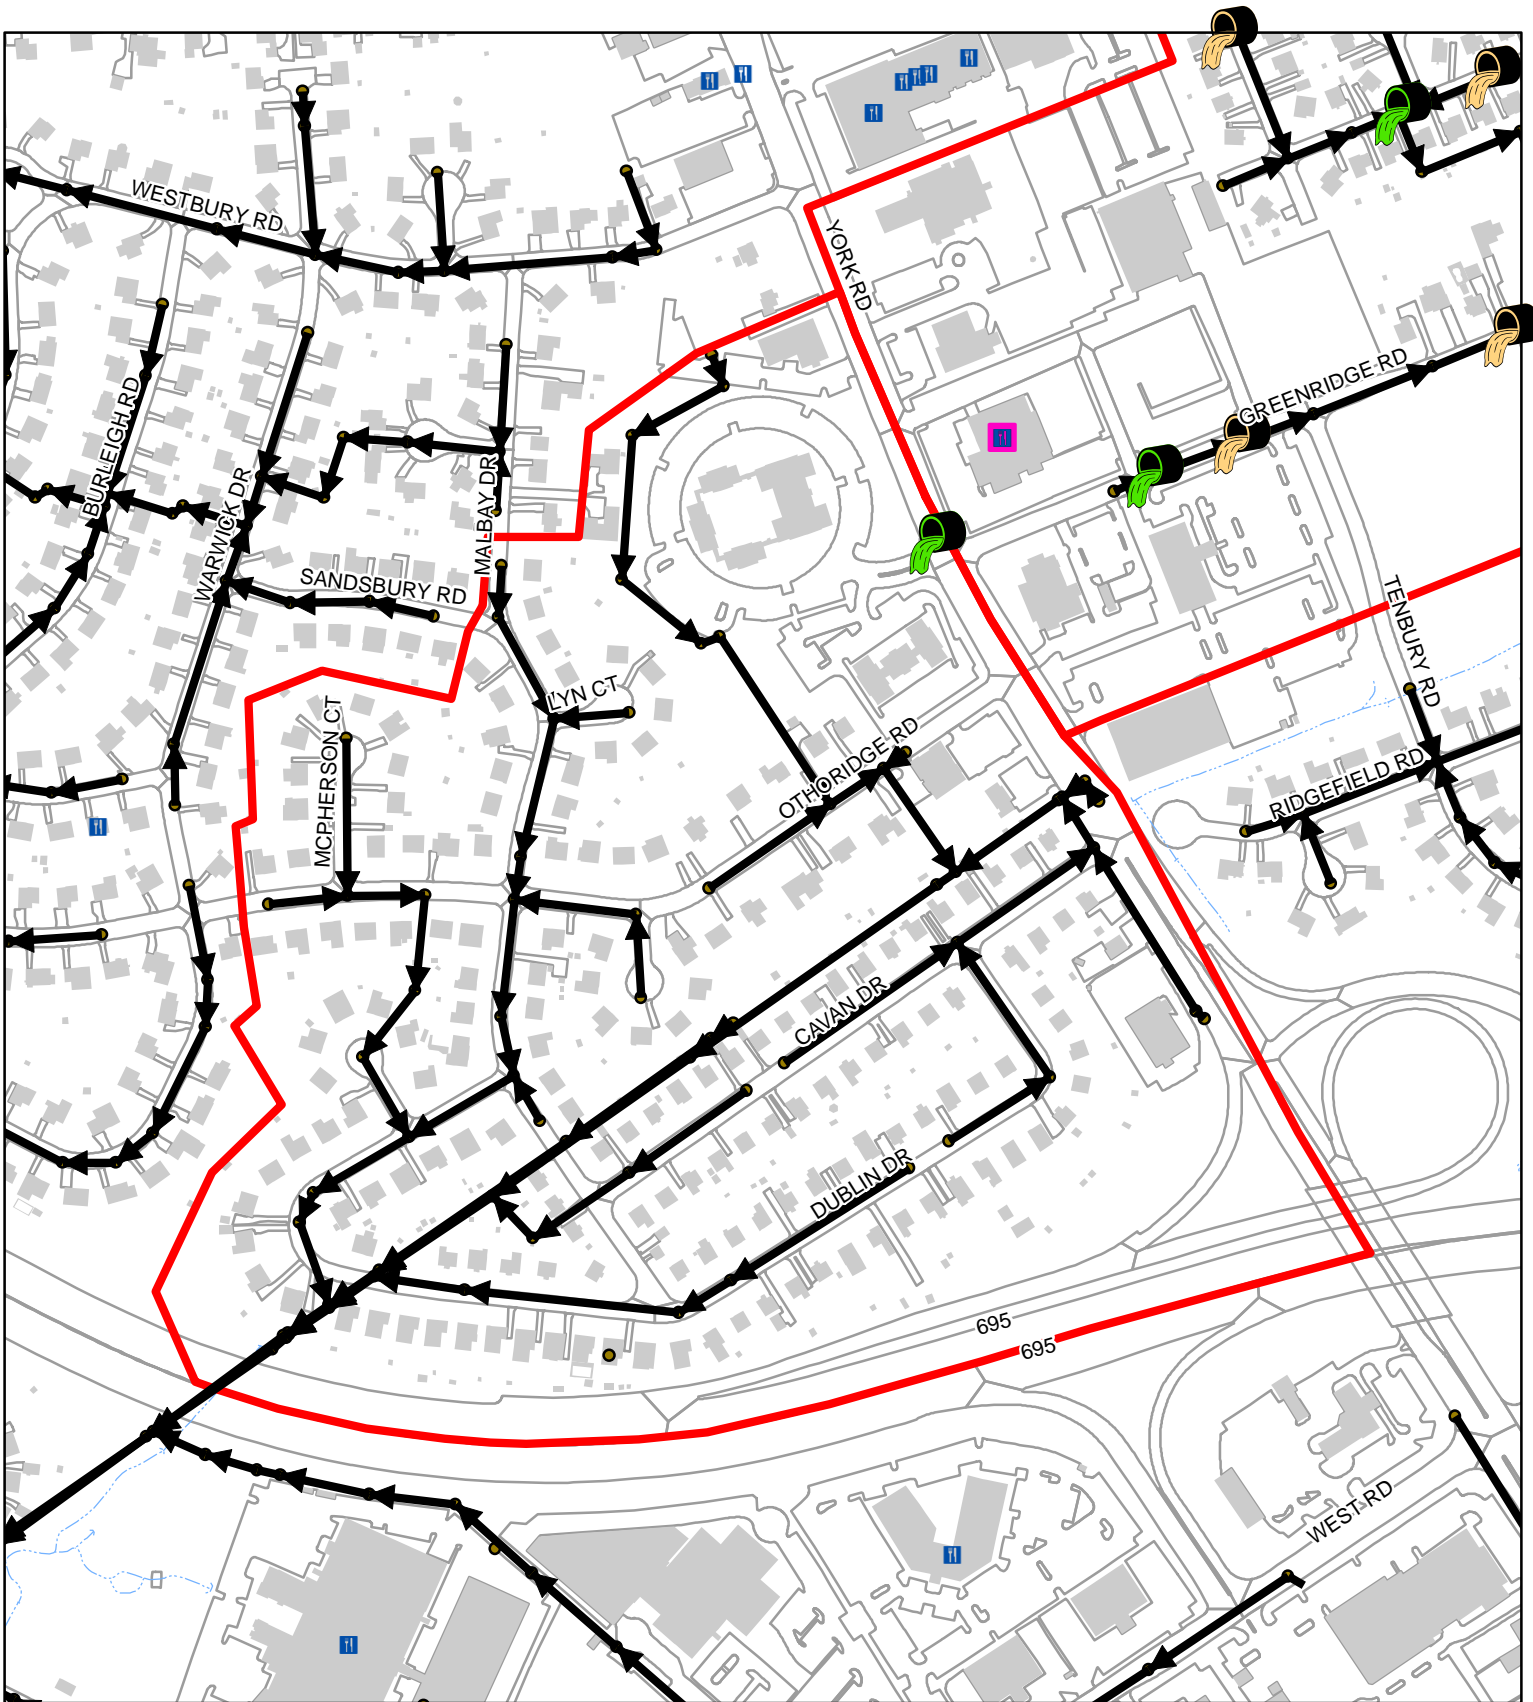 WESTBURY RD
YORK RD
BURLEIGH RD
WARWICK DR
MALBAY DR
GREENRIDGE RD
SANDSBURY RD
TENBURY RD
LYN CT
MCPHERSON CT
OTHORIDGE RD
RIDGEFIELD RD
CAVAN DR
DUBLIN DR
695
695
WEST RD